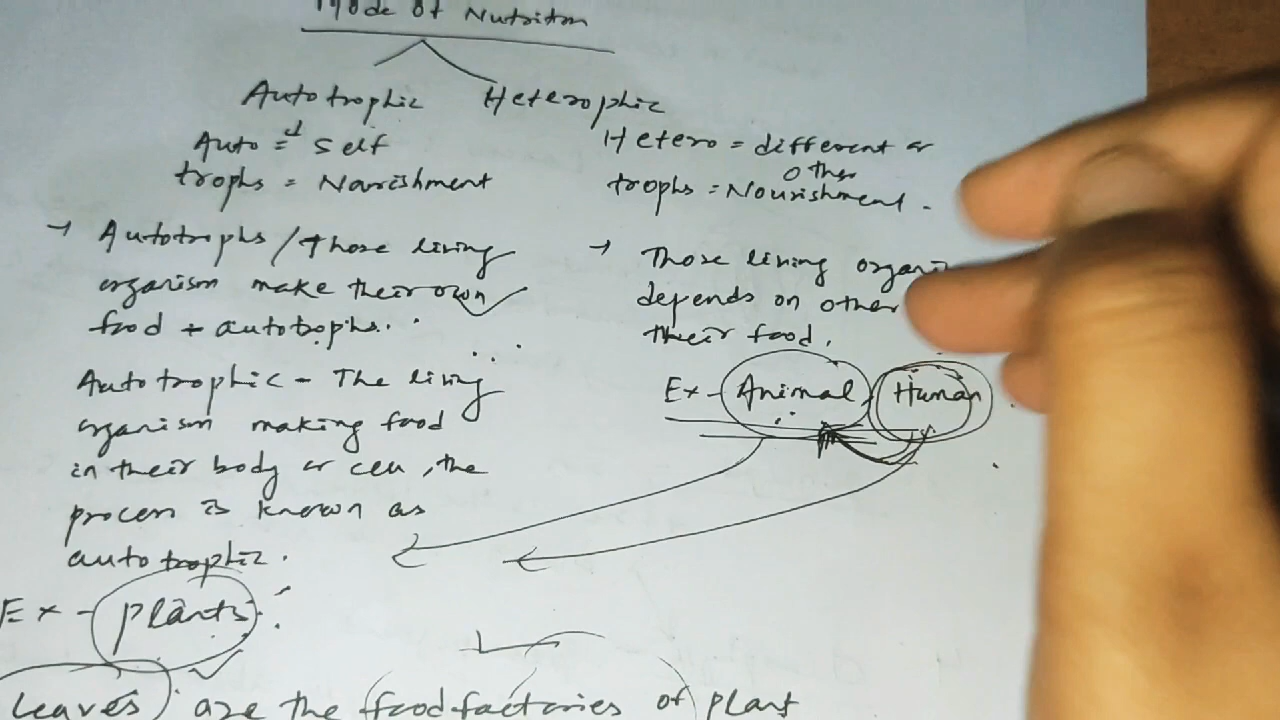 Mode of Nutrition
Autotrophic Heterophic
Auto = Self
trophs = Narishment
Hetero = different or
other
trophs = Nourishment.
→ Autotrophs / Those living
organism make their own
food → autotophs.
Autotrophic - The living
organism making food
in their body or cell, the
process is known as
autotrophic.
→ Those living
depends on other
their food.
Ex - Animal, Human
Ex - plants
leaves are the food factories of plant